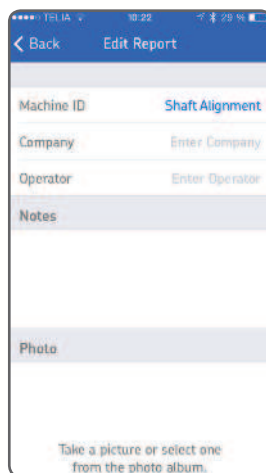 TELIA 10:22 29 %
Back Edit Report
Machine ID Shaft Alignment
Company Enter Company
Operator Enter Operator
Notes
Photo
Take a picture or select one
from the photo album.